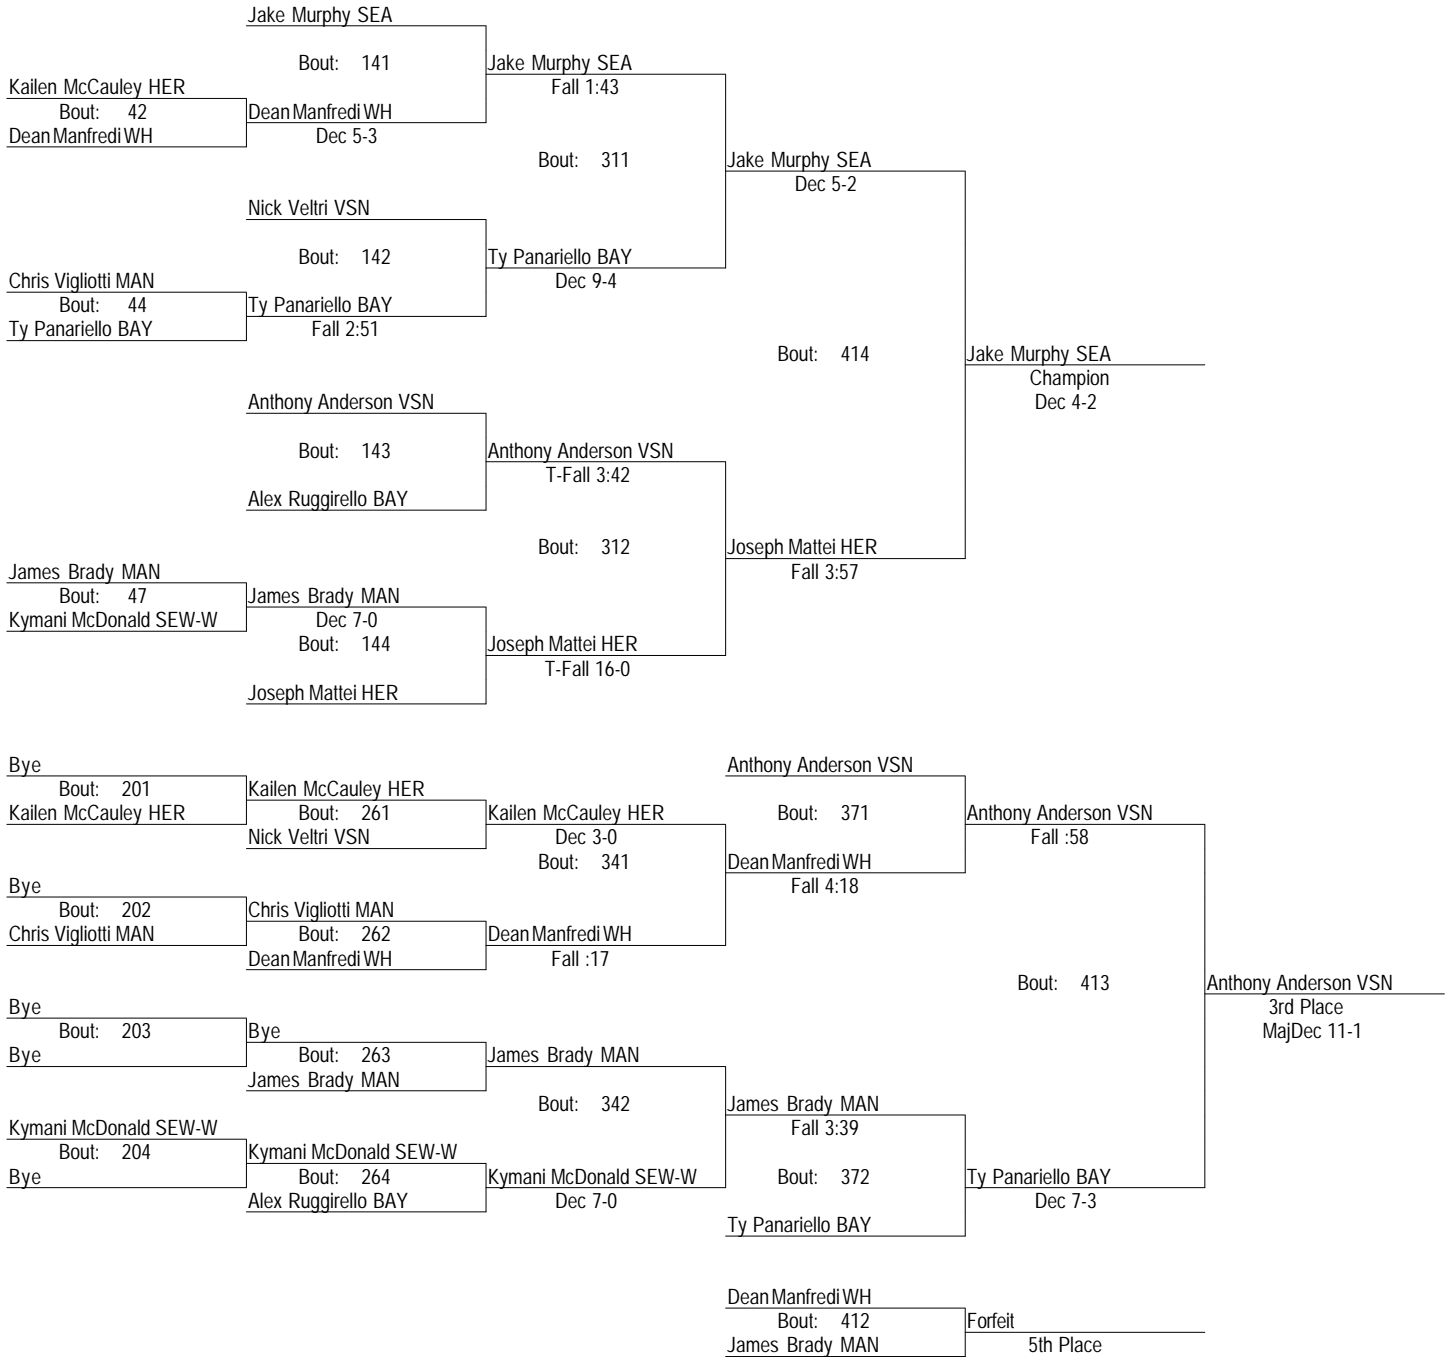 Jake Murphy SEA
Bout: 141
Jake Murphy SEA
Fall 1:43
Kailen McCauley HER
Bout: 42
Dean Manfredi WH
Dean Manfredi WH
Dec 5-3
Bout: 311
Jake Murphy SEA
Dec 5-2
Nick Veltri VSN
Bout: 142
Ty Panariello BAY
Dec 9-4
Chris Vigliotti MAN
Bout: 44
Ty Panariello BAY
Ty Panariello BAY
Fall 2:51
Bout: 414
Jake Murphy SEA
Champion
Dec 4-2
Anthony Anderson VSN
Bout: 143
Anthony Anderson VSN
T-Fall 3:42
Alex Ruggirello BAY
Bout: 312
Joseph Mattei HER
Fall 3:57
James Brady MAN
Bout: 47
Kymani McDonald SEW-W
James Brady MAN
Dec 7-0
Bout: 144
Joseph Mattei HER
T-Fall 16-0
Joseph Mattei HER
Bye
Bout: 201
Kailen McCauley HER
Kailen McCauley HER
Bout: 261
Nick Veltri VSN
Kailen McCauley HER
Dec 3-0
Bout: 341
Anthony Anderson VSN
Bout: 371
Dean Manfredi WH
Fall 4:18
Anthony Anderson VSN
Fall :58
Bye
Bout: 202
Chris Vigliotti MAN
Chris Vigliotti MAN
Bout: 262
Dean Manfredi WH
Dean Manfredi WH
Fall :17
Bout: 413
Anthony Anderson VSN
3rd Place
MajDec 11-1
Bye
Bout: 203
Bye
Bye
Bout: 263
James Brady MAN
James Brady MAN
Bout: 342
James Brady MAN
Fall 3:39
Kymani McDonald SEW-W
Bout: 204
Bye
Kymani McDonald SEW-W
Bout: 264
Alex Ruggirello BAY
Kymani McDonald SEW-W
Dec 7-0
Bout: 372
Ty Panariello BAY
Ty Panariello BAY
Dec 7-3
Dean Manfredi WH
Bout: 412
James Brady MAN
Forfeit
5th Place